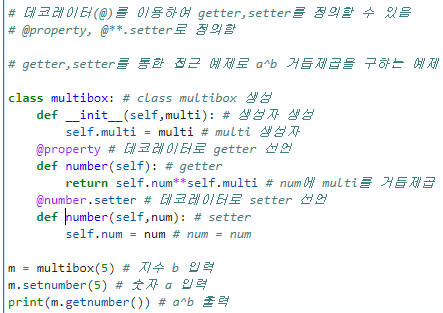 # 데코레이터(@)를 이용하여 getter,setter를 정의할 수 있음
# @property, @**.setter로 정의함
# getter,setter를 통한 접근 예제로 a^b 거듭제곱을 구하는 예제
class multibox: # class multibox 생성
def __init__(self,multi): # 생성자 생성
self.multi = multi # multi 생성자
@property # 데코레이터로 getter 선언
def number(self): # getter
return self.num**self.multi # num에 multi를 거듭제곱
@number.setter # 데코레이터로 setter 선언
def number(self,num): # setter
self.num = num # num = num
m = multibox(5) # 지수 b 입력
m.setnumber(5) # 숫자 a 입력
print(m.getnumber()) # a^b 출력